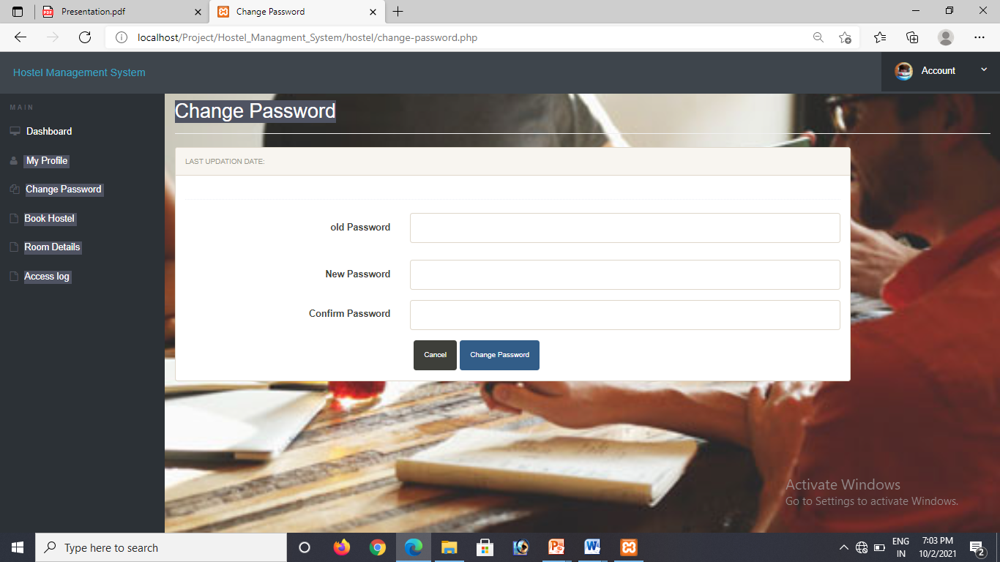 Presentation.pdf
Change Password
localhost/Project/Hostel_Managment_System/hostel/change-password.php
Hostel Management System
Account
MAIN
Dashboard
My Profile
Change Password
Book Hostel
Room Details
Access log
Change Password
LAST UPDATION DATE:
old Password
New Password
Confirm Password
Cancel
Change Password
Activate Windows
Go to Settings to activate Windows.
Type here to search
ENG
IN
7:03 PM
10/2/2021
2